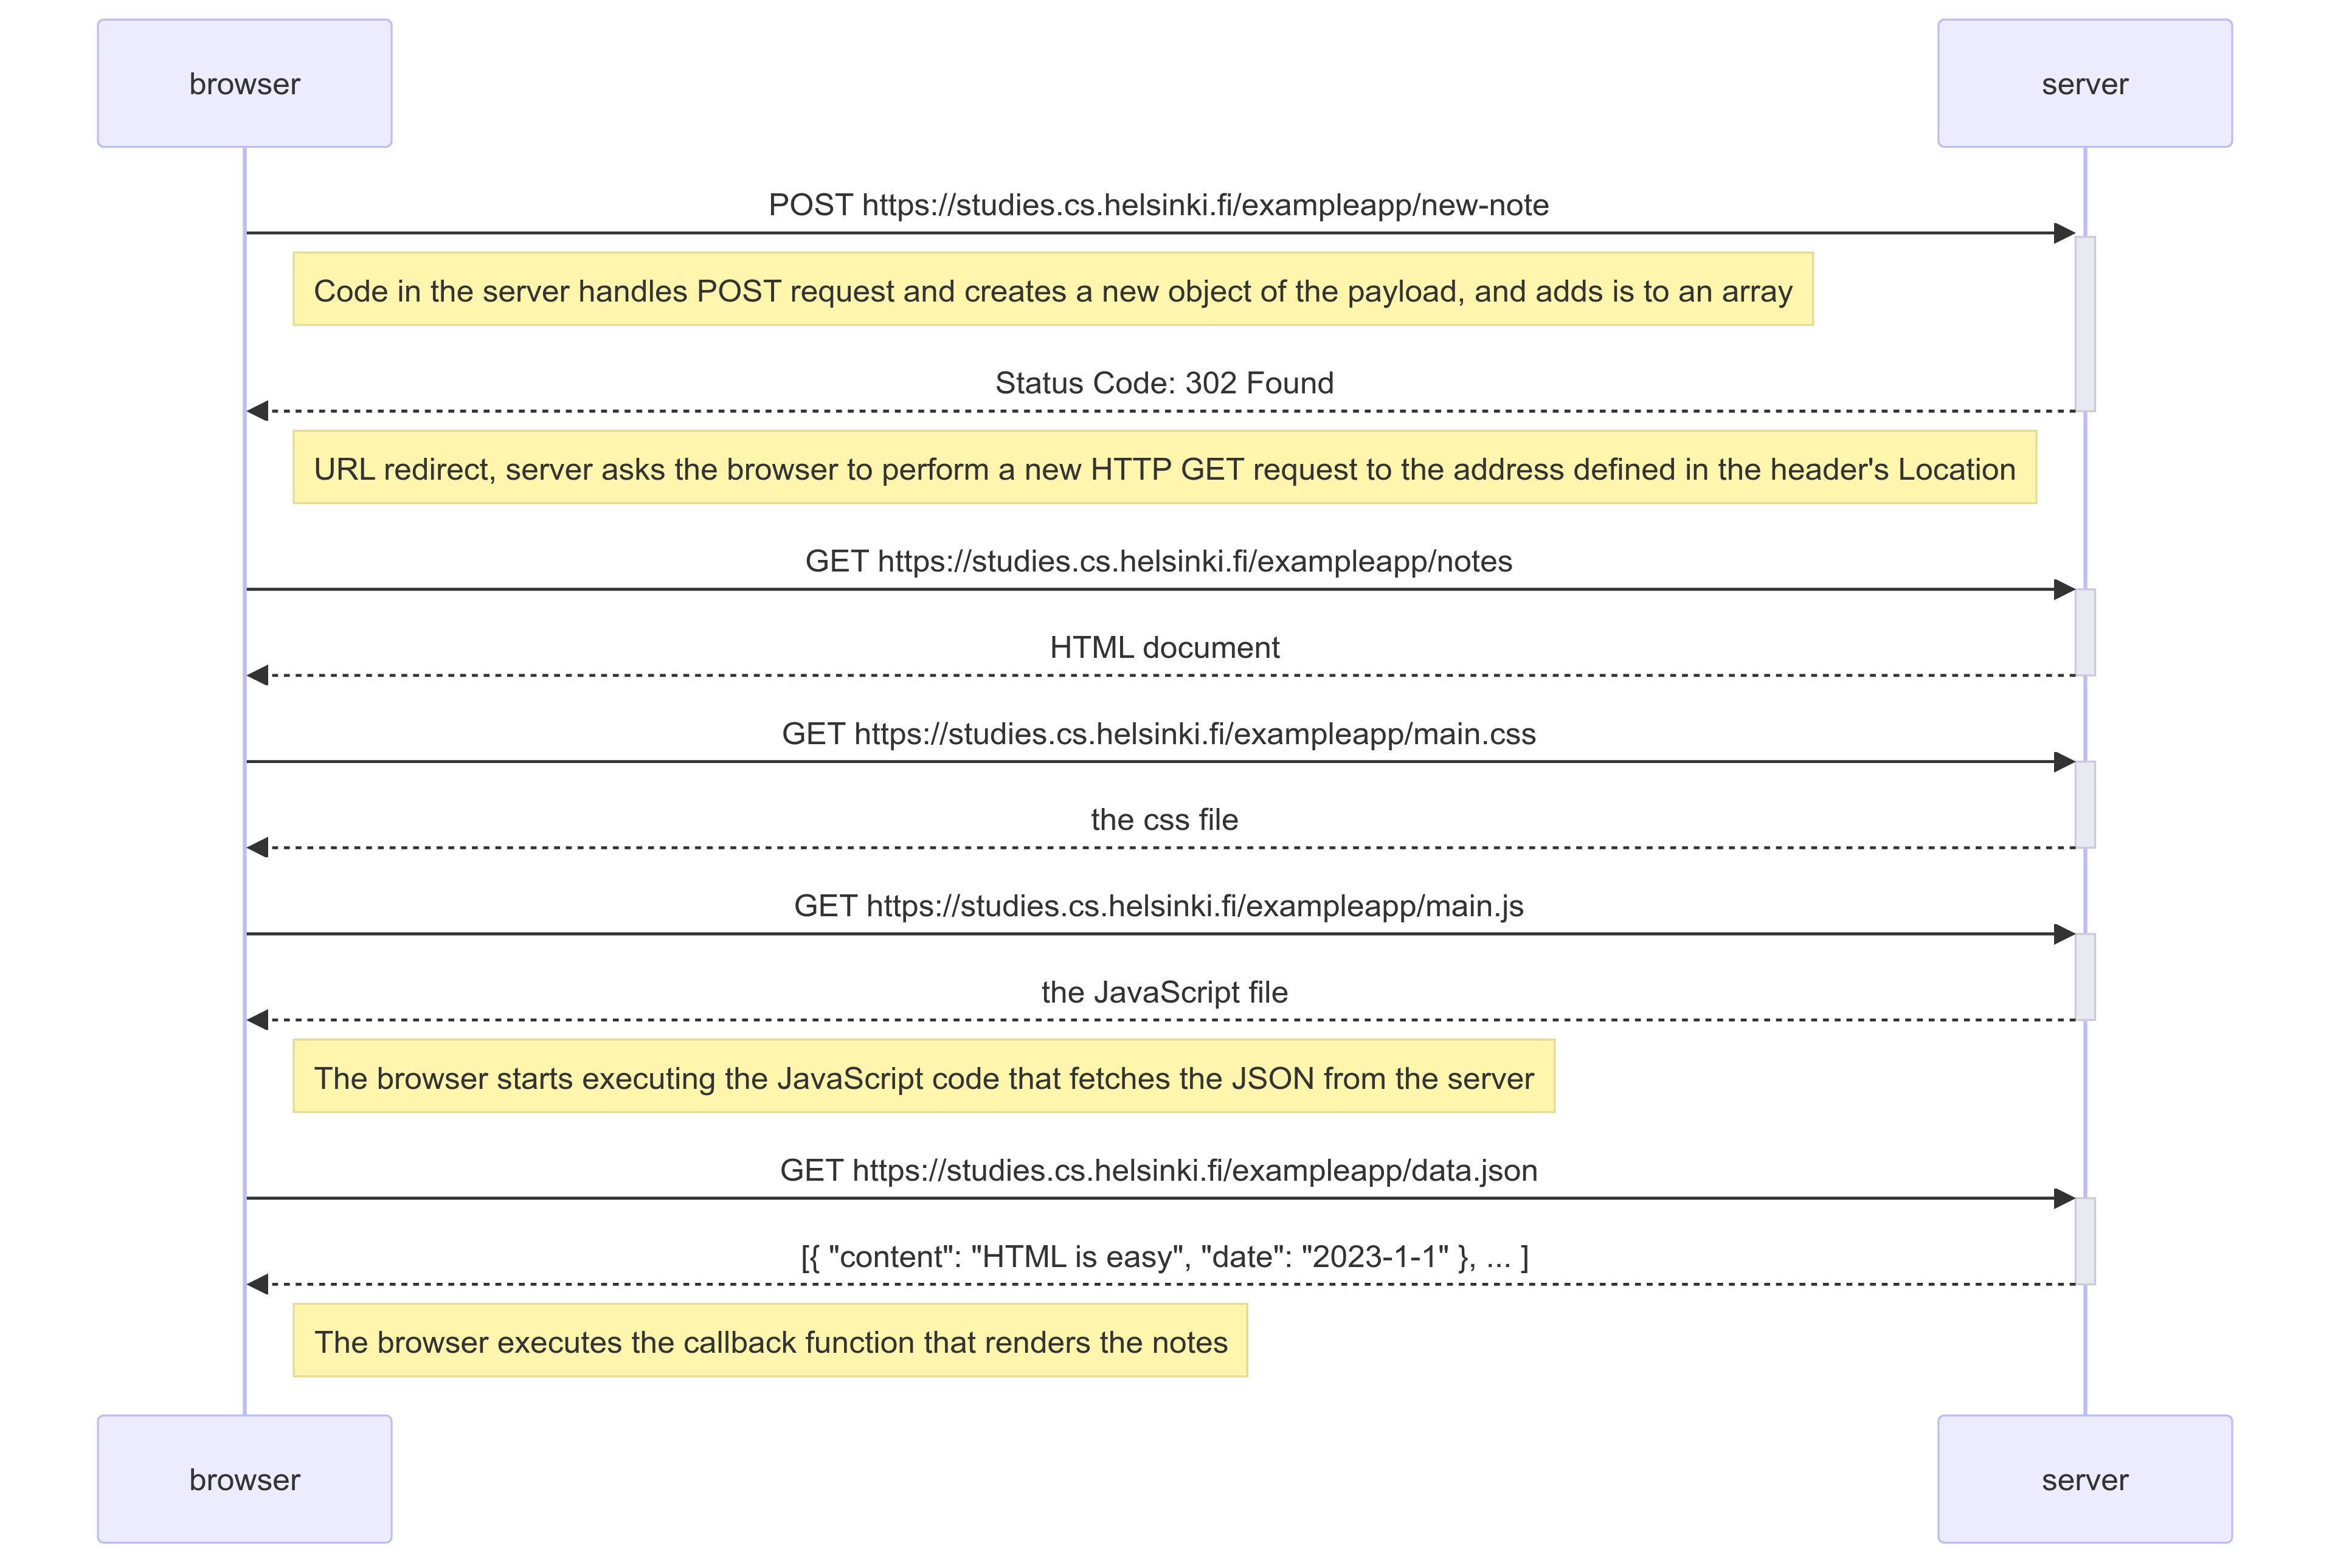 browser
server
POST https://studies.cs.helsinki.fi/exampleapp/new-note
Code in the server handles POST request and creates a new object of the payload, and adds is to an array
Status Code: 302 Found
URL redirect, server asks the browser to perform a new HTTP GET request to the address defined in the header's Location
GET https://studies.cs.helsinki.fi/exampleapp/notes
HTML document
GET https://studies.cs.helsinki.fi/exampleapp/main.css
the css file
GET https://studies.cs.helsinki.fi/exampleapp/main.js
the JavaScript file
The browser starts executing the JavaScript code that fetches the JSON from the server
GET https://studies.cs.helsinki.fi/exampleapp/data.json
[{ "content": "HTML is easy", "date": "2023-1-1" }, ... ]
The browser executes the callback function that renders the notes
browser
server